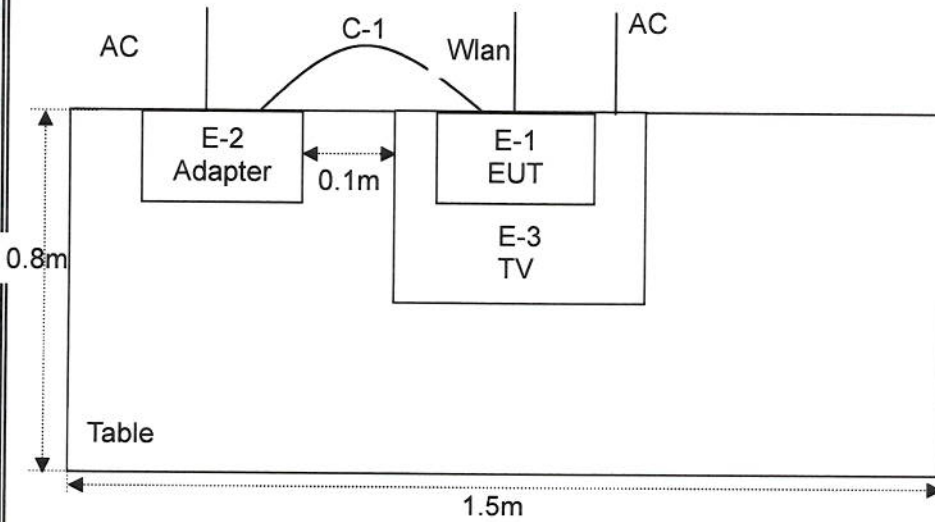 AC
C-1
Wlan
AC
E-2
Adapter
0.1m
E-1
EUT
E-3
TV
0.8m
Table
1.5m